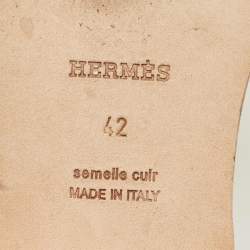 HERMÈS
42
semelle cuir
MADE IN ITALY